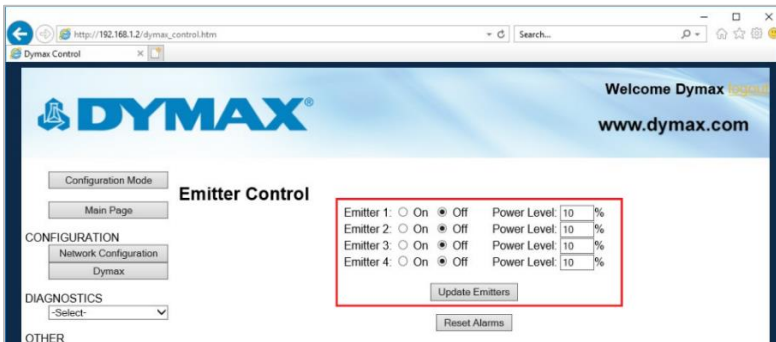 http://192.168.1.2/dymax_control.htm
Search...
Dymax Control
DYMAX®
Welcome Dymax logout
www.dymax.com
Configuration Mode
Main Page
CONFIGURATION
Network Configuration
Dymax
DIAGNOSTICS
-Select-
OTHER
Emitter Control
Emitter 1: On Off Power Level: 10 %
Emitter 2: On Off Power Level: 10 %
Emitter 3: On Off Power Level: 10 %
Emitter 4: On Off Power Level: 10 %
Update Emitters
Reset Alarms